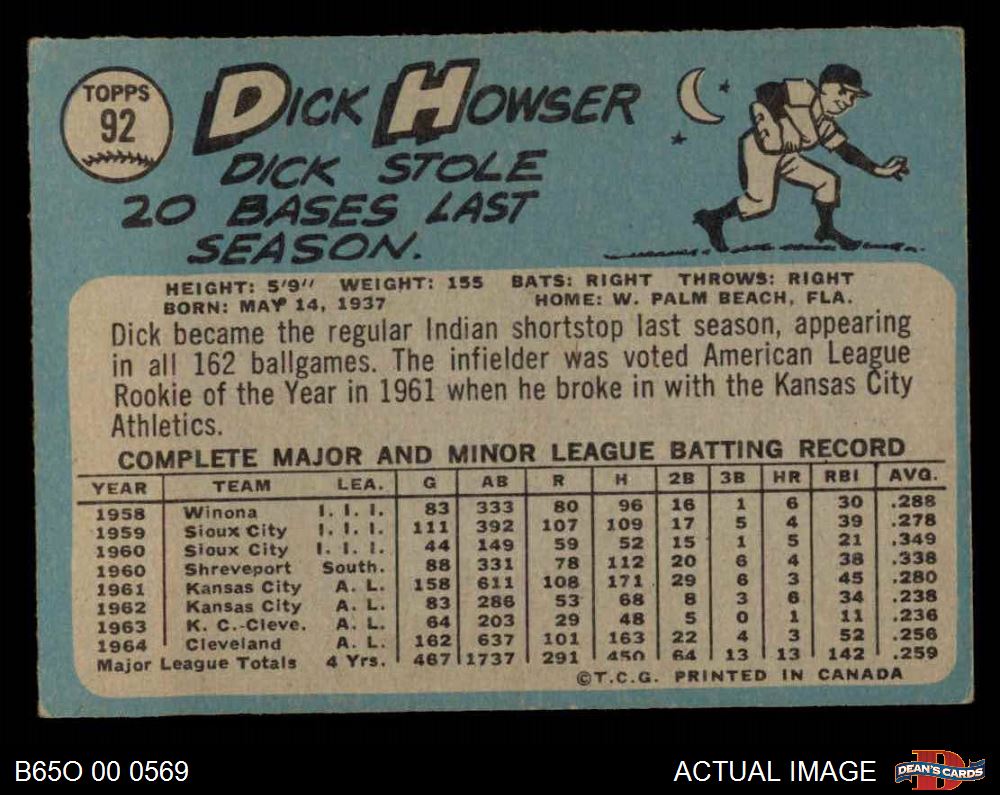 TOPPS
92
DICK HOWSER
DICK STOLE
20 BASES LAST
SEASON.
HEIGHT: 5'9" WEIGHT: 155 BATS: RIGHT THROWS: RIGHT
BORN: MAY 14, 1937 HOME: W. PALM BEACH, FLA.
Dick became the regular Indian shortstop last season, appearing
in all 162 ballgames. The infielder was voted American League
Rookie of the Year in 1961 when he broke in with the Kansas City
Athletics.
COMPLETE MAJOR AND MINOR LEAGUE BATTING RECORD
YEAR TEAM LEA. G AB R H 2B 3B HR RBI AVG.
1958 Winona I. I. I. 83 333 80 96 16 1 6 30 .288
1959 Sioux City I. I. I. 111 392 107 109 17 5 4 39 .278
1960 Sioux City I. I. I. 44 149 59 52 15 1 5 21 .349
1960 Shreveport South. 88 331 78 112 20 6 4 38 .338
1961 Kansas City A. L. 158 611 108 171 29 6 3 45 .280
1962 Kansas City A. L. 83 286 53 68 8 3 6 34 .238
1963 K. C.-Cleve. A. L. 64 203 29 48 5 0 1 11 .236
1964 Cleveland A. L. 162 637 101 163 22 4 3 52 .256
Major League Totals 4 Yrs. 467 1737 291 450 64 13 13 142 .259
©T.C.G. PRINTED IN CANADA
B65O 00 0569
ACTUAL IMAGE
D
DEAN'S CARDS